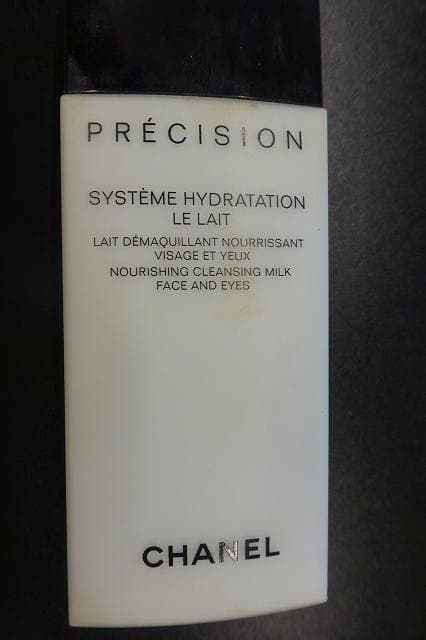 PRÉCISION
SYSTÈME HYDRATATION
LE LAIT
LAIT DÉMAQUILLANT NOURRISSANT
VISAGE ET YEUX
NOURISHING CLEANSING MILK
FACE AND EYES
CHANEL